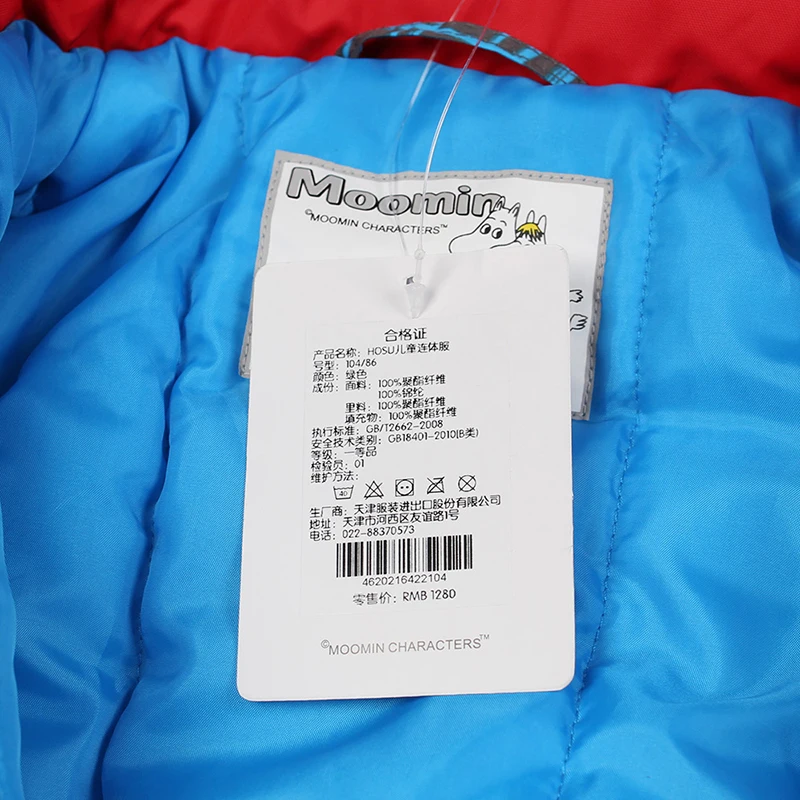 Moomin
©MOOMIN CHARACTERS™
合格证
产品名称: HOSU儿童连体服
号型: 104/86
颜色: 绿色
成份: 面料: 100%聚酯纤维
100%锦纶
里料: 100%聚酯纤维
填充物: 100%聚酯纤维
执行标准: GB/T2662-2008
安全技术类别: GB18401-2010(B类)
等级: 一等品
检验员: 01
维护方法:
40
生厂商: 天津服装进出口股份有限公司
地址: 天津市河西区友谊路1号
电话: 022-88370573
4620216422104
零售价: RMB 1280
©MOOMIN CHARACTERS™